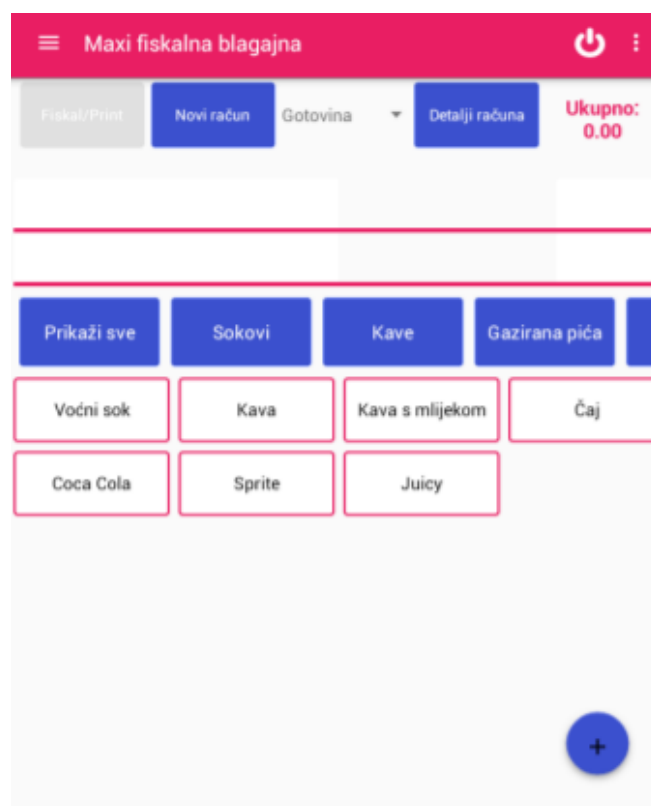 Maxi fiskalna blagajna
Fiskal/Print
Novi račun
Gotovina
Detalji računa
Ukupno:
0.00
Prikaži sve
Sokovi
Kave
Gazirana pića
Voćni sok
Kava
Kava s mlijekom
Čaj
Coca Cola
Sprite
Juicy
+